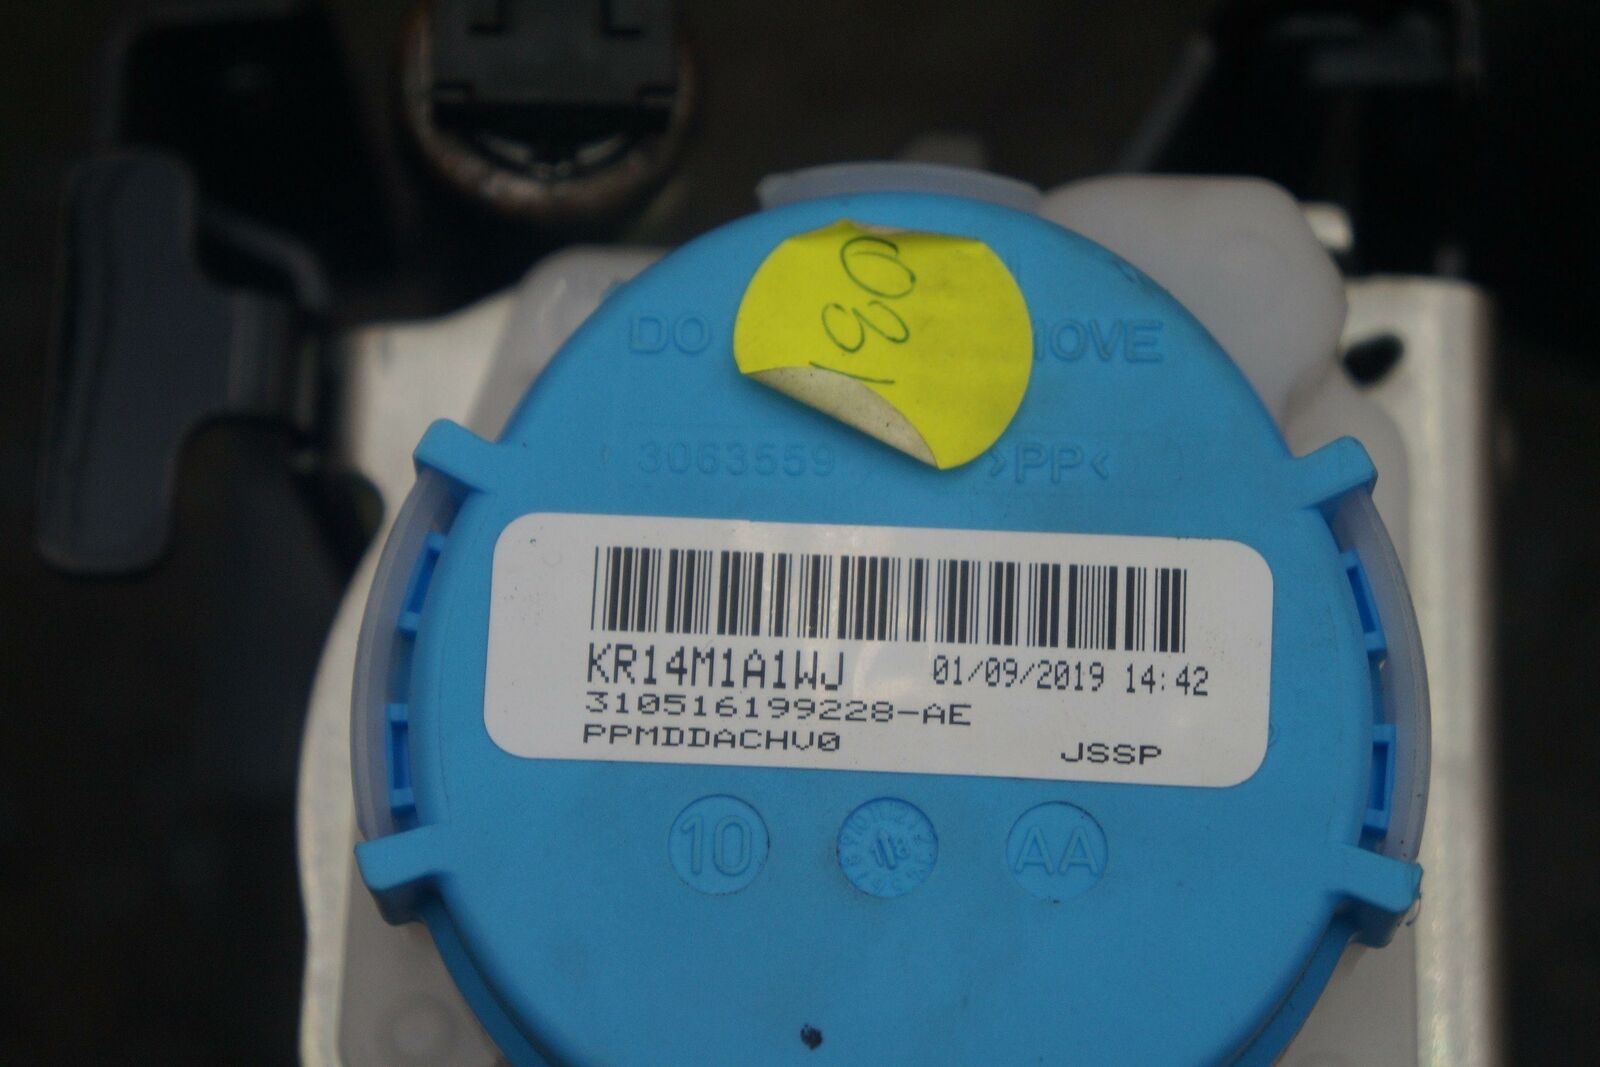 180
DO MOVE
3063559 >PP<
KR14M1A1WJ 01/09/2019 14:42
310516199228-AE
PPMDDACHV0 JSSP
10 AA